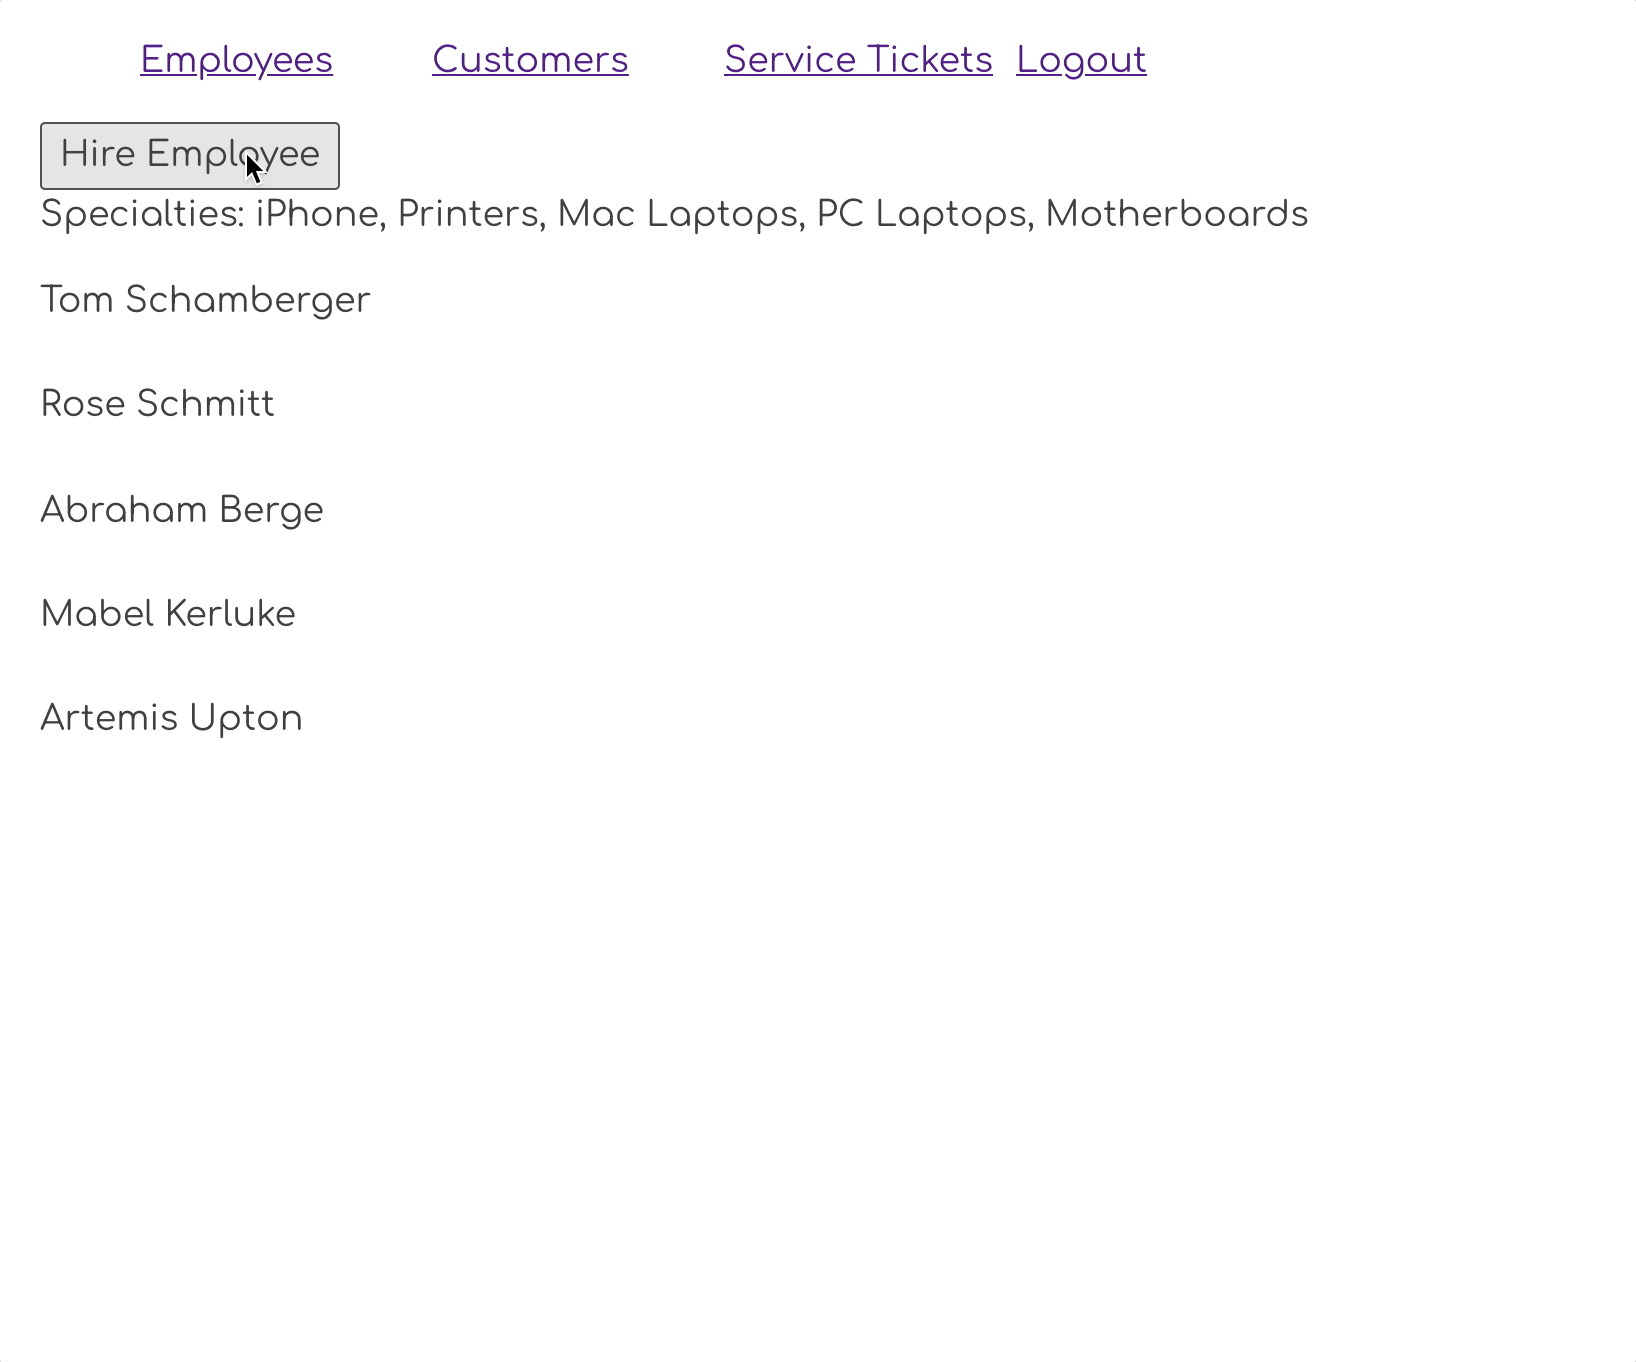 Employees Customers Service Tickets Logout
Hire Employee
Specialties: iPhone, Printers, Mac Laptops, PC Laptops, Motherboards
Tom Schamberger
Rose Schmitt
Abraham Berge
Mabel Kerluke
Artemis Upton